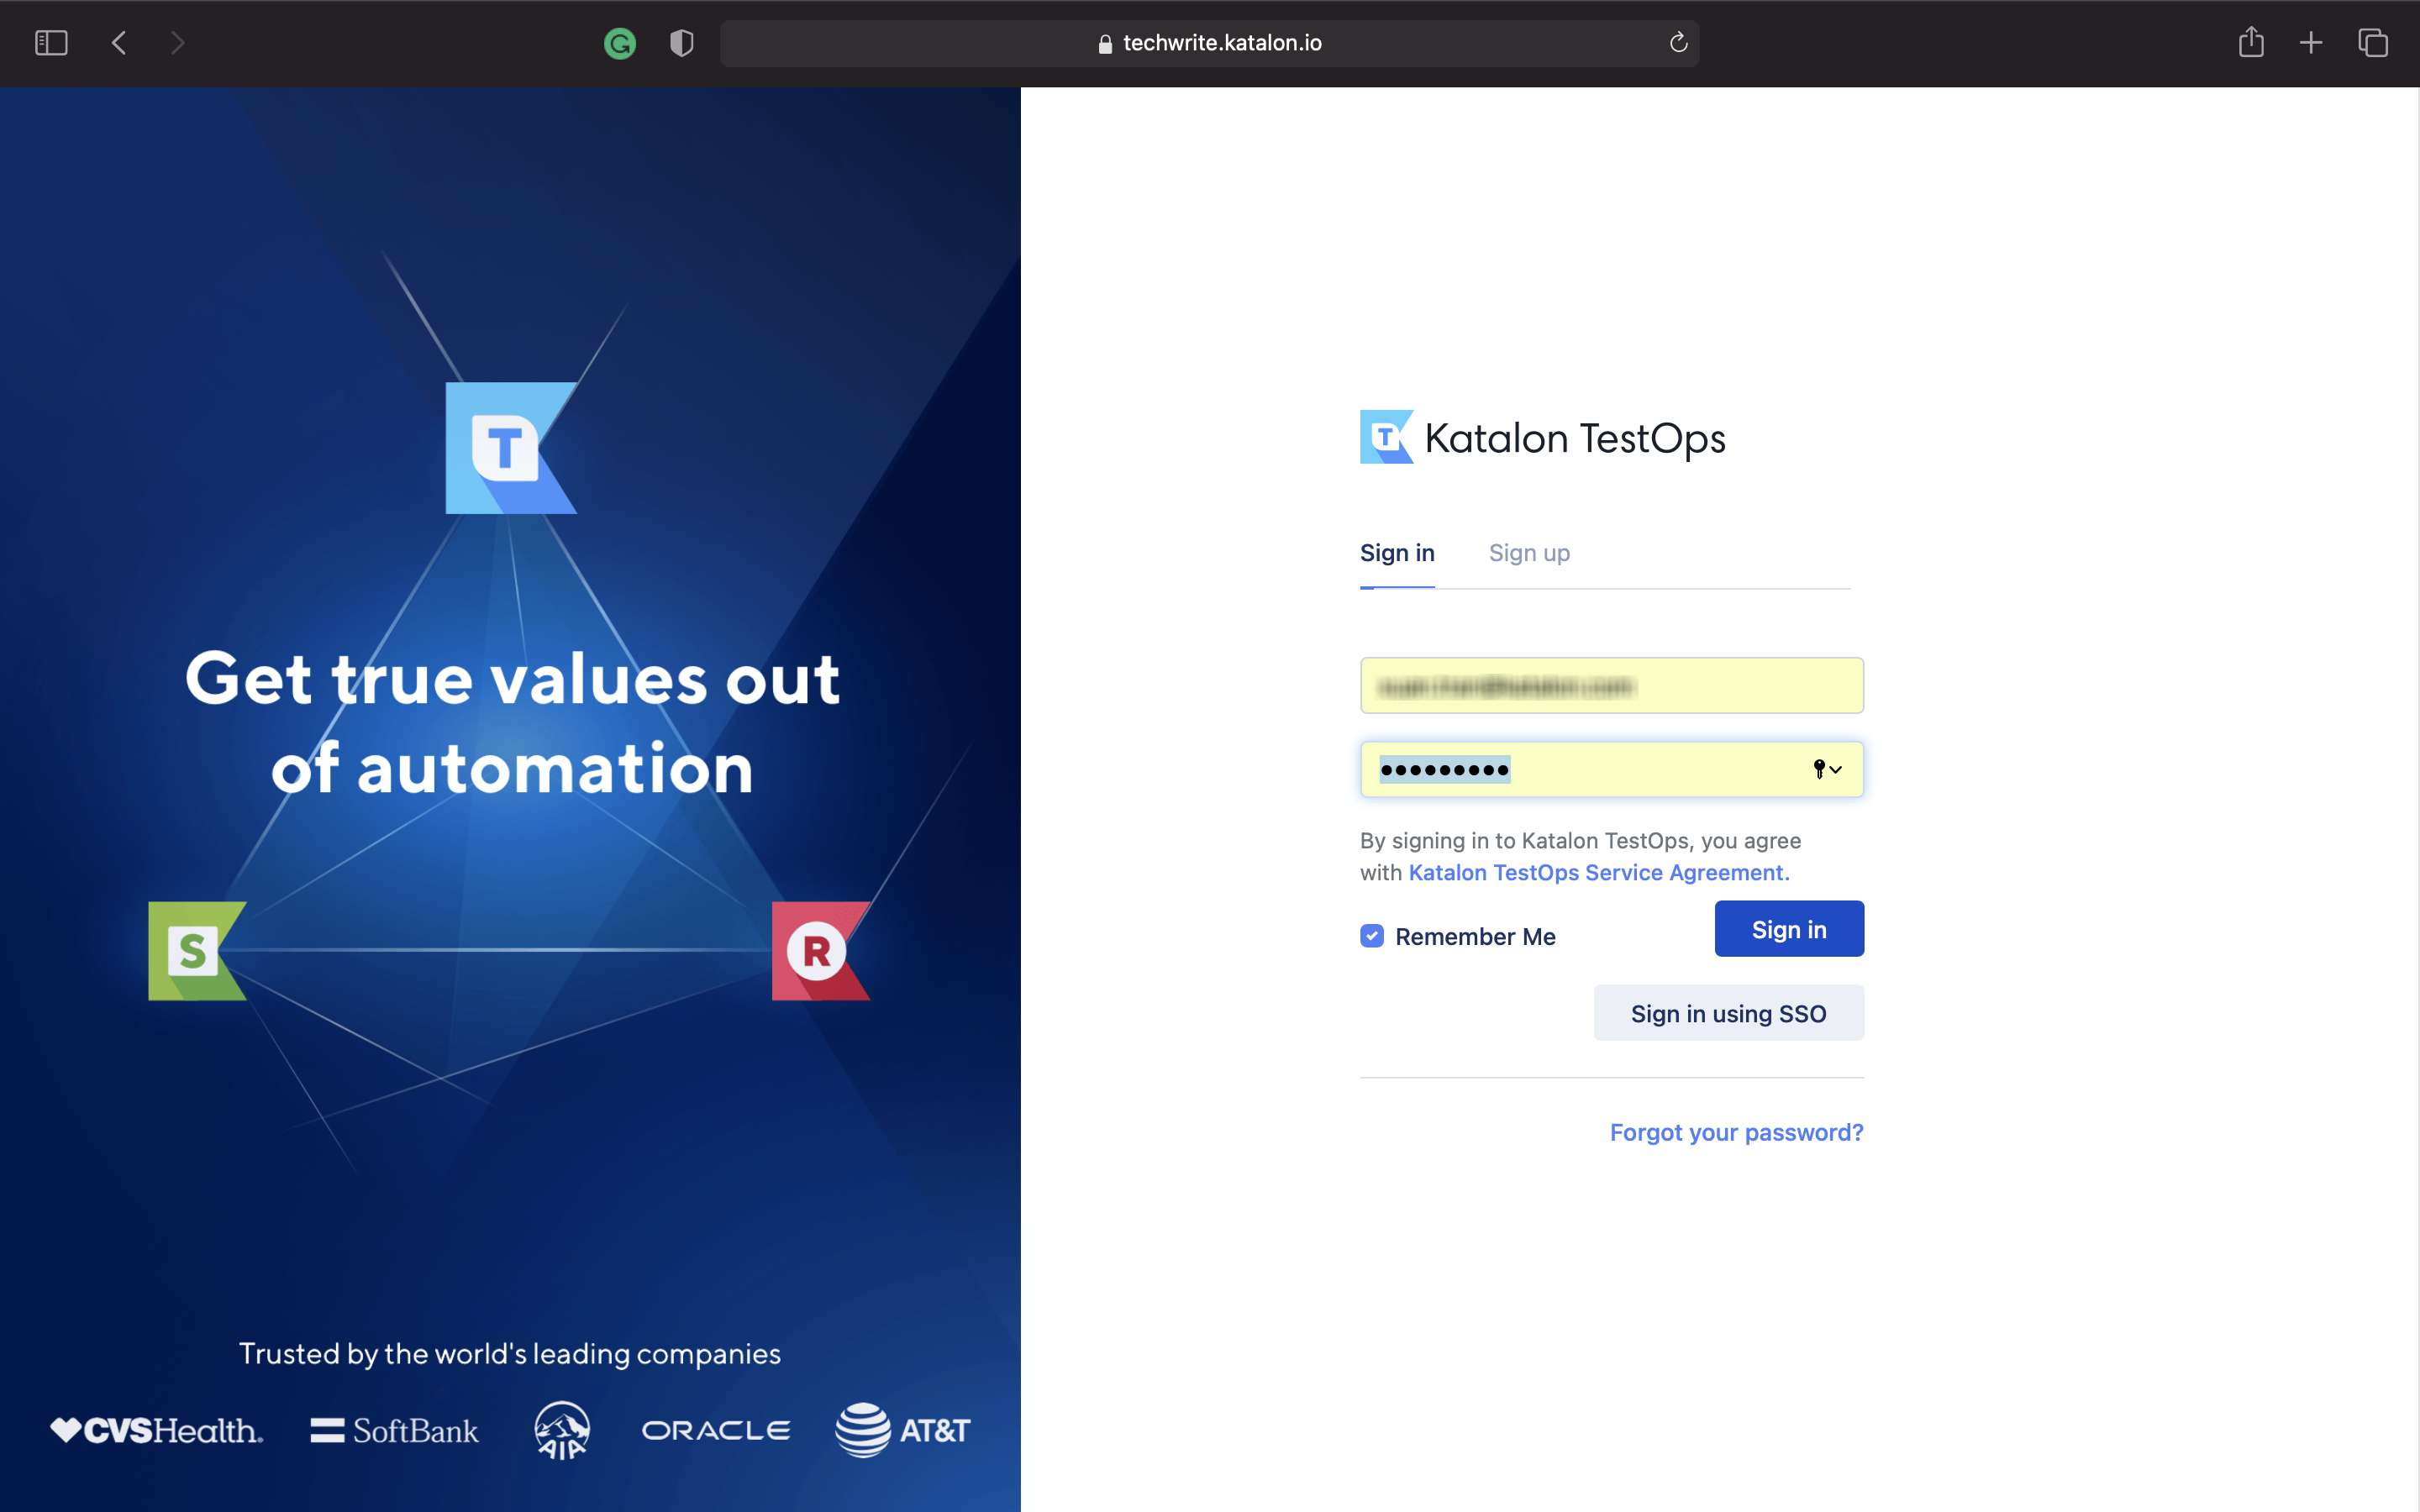 techwrite.katalon.io
T
Get true values out
of automation
S
R
Trusted by the world's leading companies
CVSHealth.
SoftBank
AIA
ORACLE
AT&T
T
Katalon TestOps
Sign in
Sign up
By signing in to Katalon TestOps, you agree
with Katalon TestOps Service Agreement.
Remember Me
Sign in
Sign in using SSO
Forgot your password?